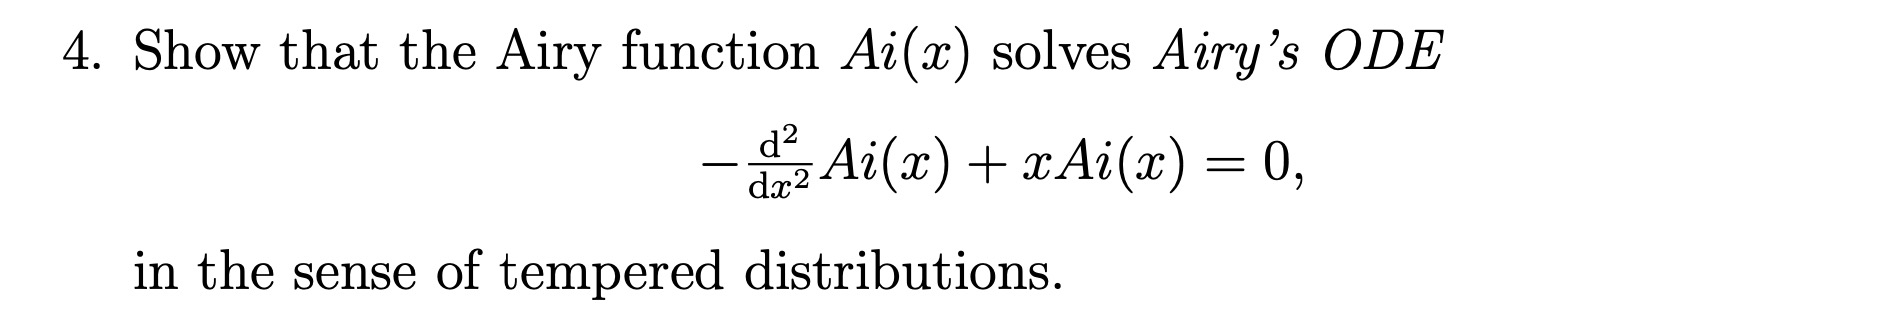 4. Show that the Airy function Ai(x) solves Airy's ODE
−\frac{d²}{dx²} Ai(x) + xAi(x) = 0,
in the sense of tempered distributions.